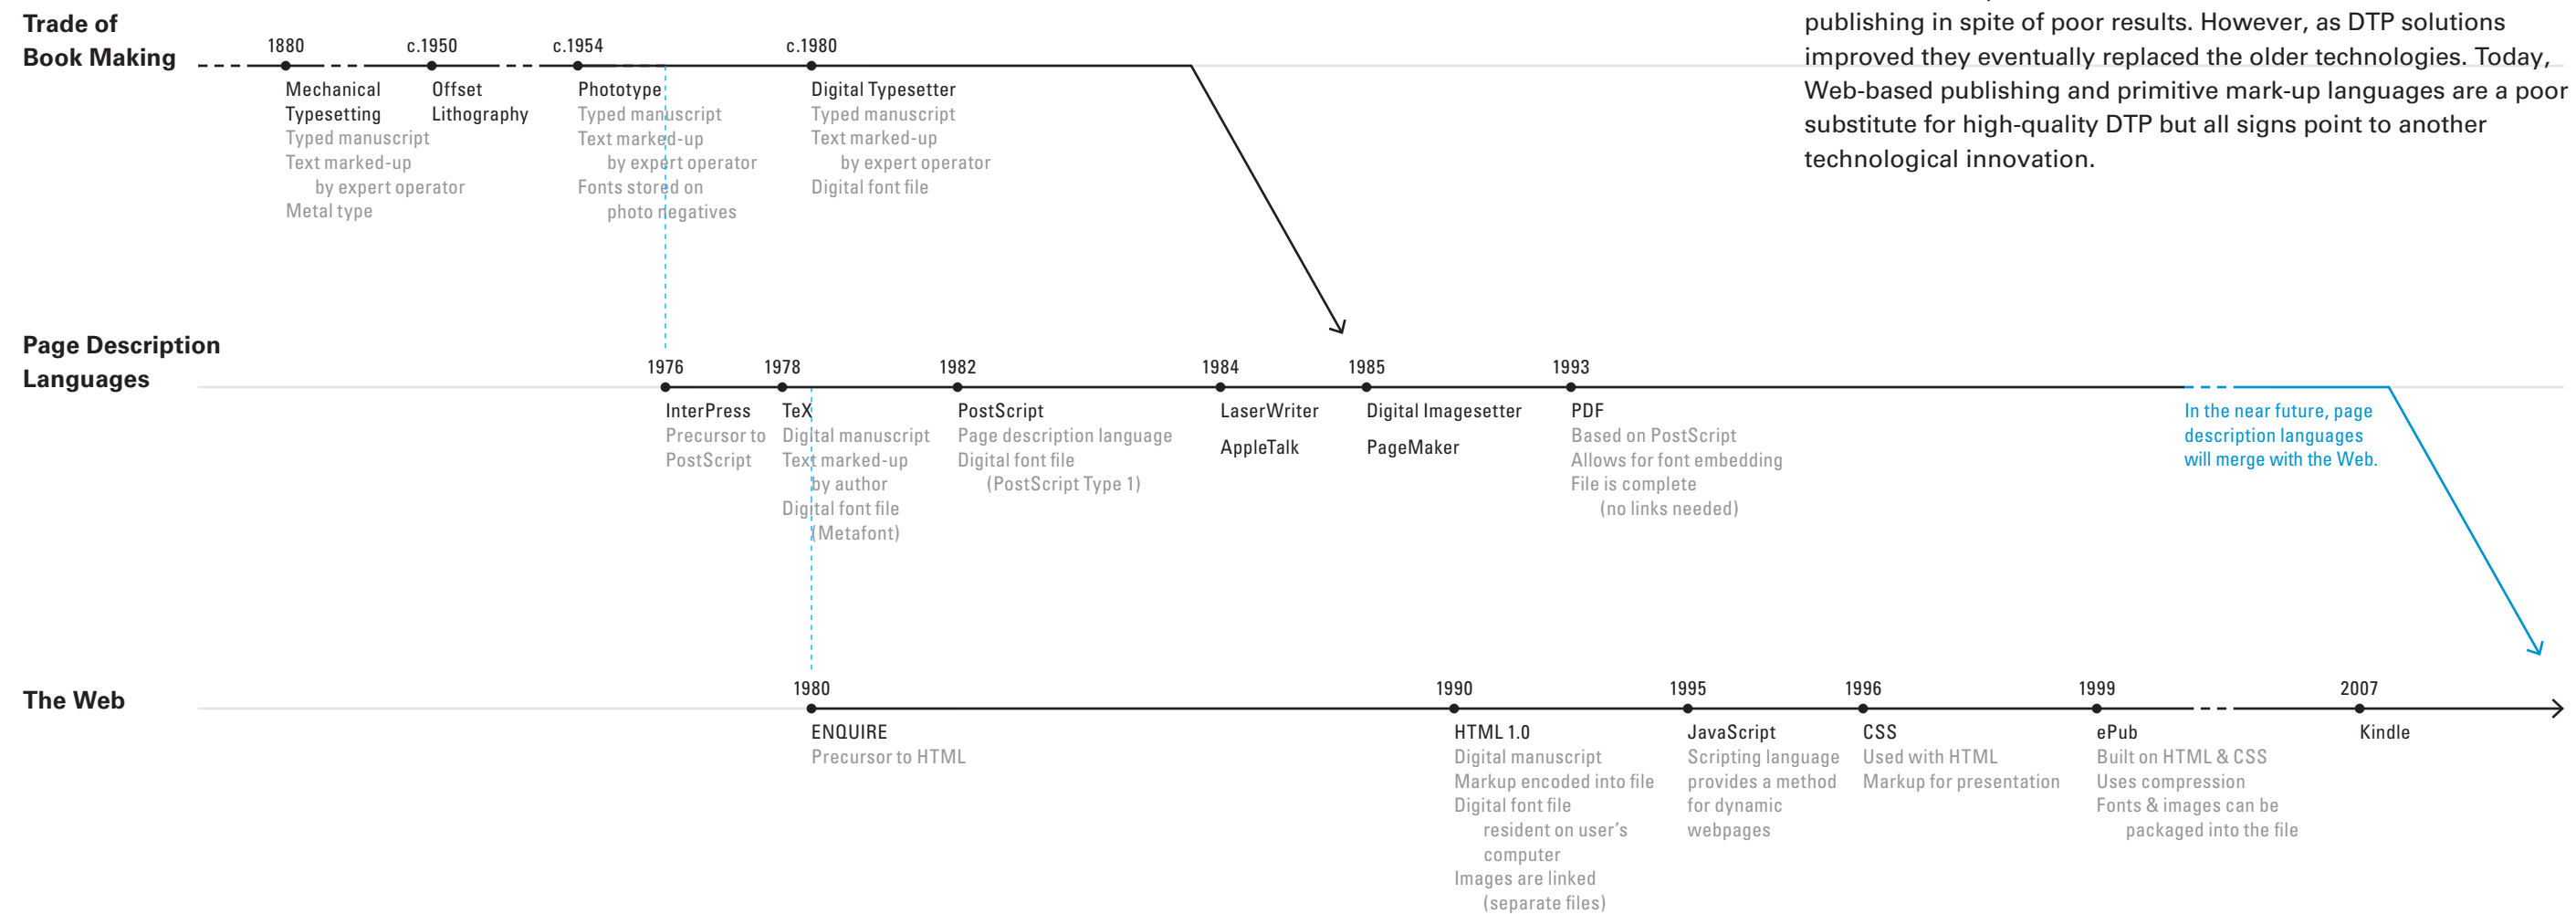 Trade of
Book Making
1880
c.1950
c.1954
c.1980
Mechanical
Typesetting
Typed manuscript
Text marked-up
by expert operator
Metal type
Offset
Lithography
Phototype
Typed manuscript
Text marked-up
by expert operator
Fonts stored on
photo negatives
Digital Typesetter
Typed manuscript
Text marked-up
by expert operator
Digital font file
publishing in spite of poor results. However, as DTP solutions
improved they eventually replaced the older technologies. Today,
Web-based publishing and primitive mark-up languages are a poor
substitute for high-quality DTP but all signs point to another
technological innovation.
Page Description
Languages
1976
1978
1982
1984
1985
1993
InterPress
Precursor to
PostScript
TeX
Digital manuscript
Text marked-up
by author
Digital font file
(Metafont)
PostScript
Page description language
Digital font file
(PostScript Type 1)
LaserWriter
AppleTalk
Digital Imagesetter
PageMaker
PDF
Based on PostScript
Allows for font embedding
File is complete
(no links needed)
In the near future, page
description languages
will merge with the Web.
The Web
1980
1990
1995
1996
1999
2007
ENQUIRE
Precursor to HTML
HTML 1.0
Digital manuscript
Markup encoded into file
Digital font file
resident on user's
computer
Images are linked
(separate files)
JavaScript
Scripting language
provides a method
for dynamic
webpages
CSS
Used with HTML
Markup for presentation
ePub
Built on HTML & CSS
Uses compression
Fonts & images can be
packaged into the file
Kindle